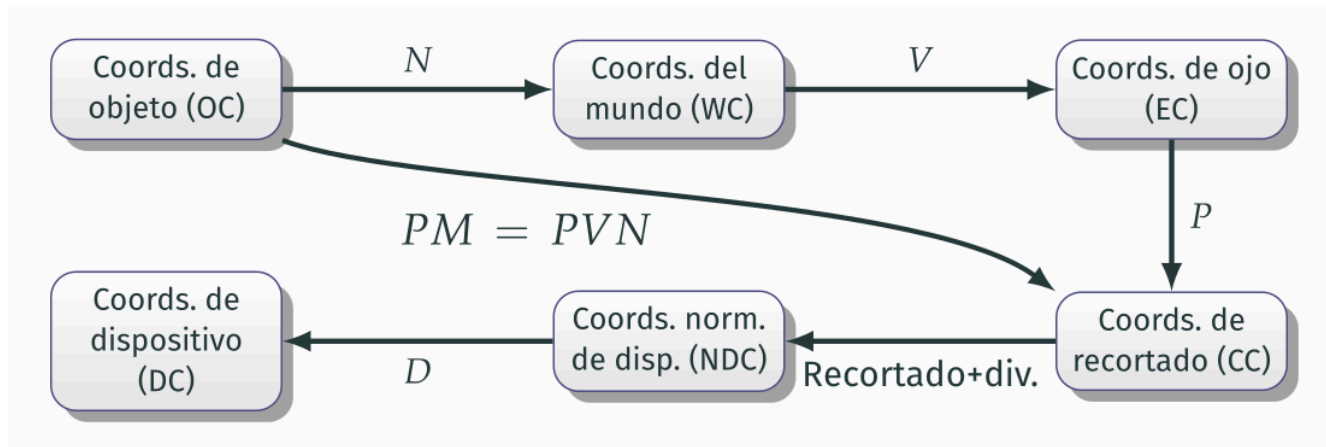 Coords. de
objeto (OC)
N
Coords. del
mundo (WC)
V
Coords. de ojo
(EC)
P
PM = PVN
Coords. de
dispositivo
(DC)
D
Coords. norm.
de disp. (NDC)
Recortado+div.
Coords. de
recortado (CC)